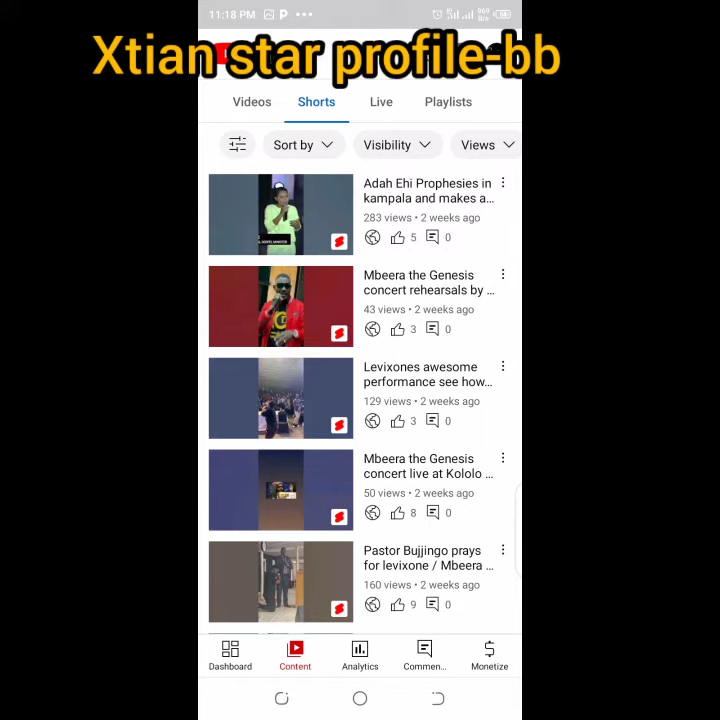 11:18 PM
969
B/s
58
Xtian star profile-bb
Videos Shorts Live Playlists
Sort by Visibility Views
Adah Ehi Prophesies in
kampala and makes a...
283 views • 2 weeks ago
5 0
Mbeera the Genesis
concert rehearsals by ...
43 views • 2 weeks ago
3 0
Levixones awesome
performance see how...
129 views • 2 weeks ago
3 0
Mbeera the Genesis
concert live at Kololo ...
50 views • 2 weeks ago
8 0
Pastor Bujjingo prays
for levixone / Mbeera ...
160 views • 2 weeks ago
9 0
Dashboard Content Analytics Commen... Monetize